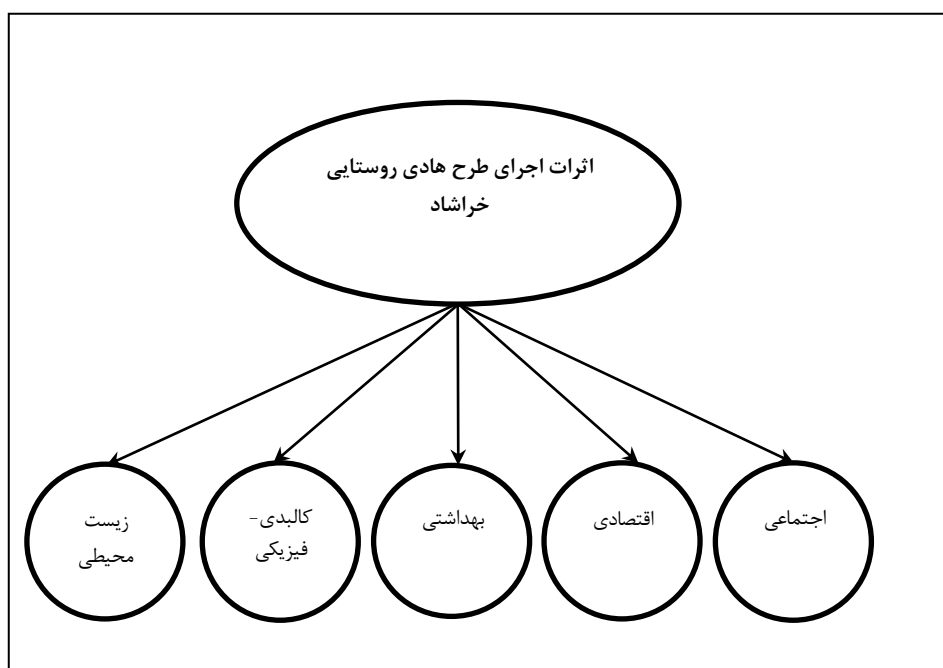 اثرات اجرای طرح هادی روستایی
خراشاد
اجتماعی
اقتصادی
بهداشتی
کالبدی-
فیزیکی
زیست
محیطی